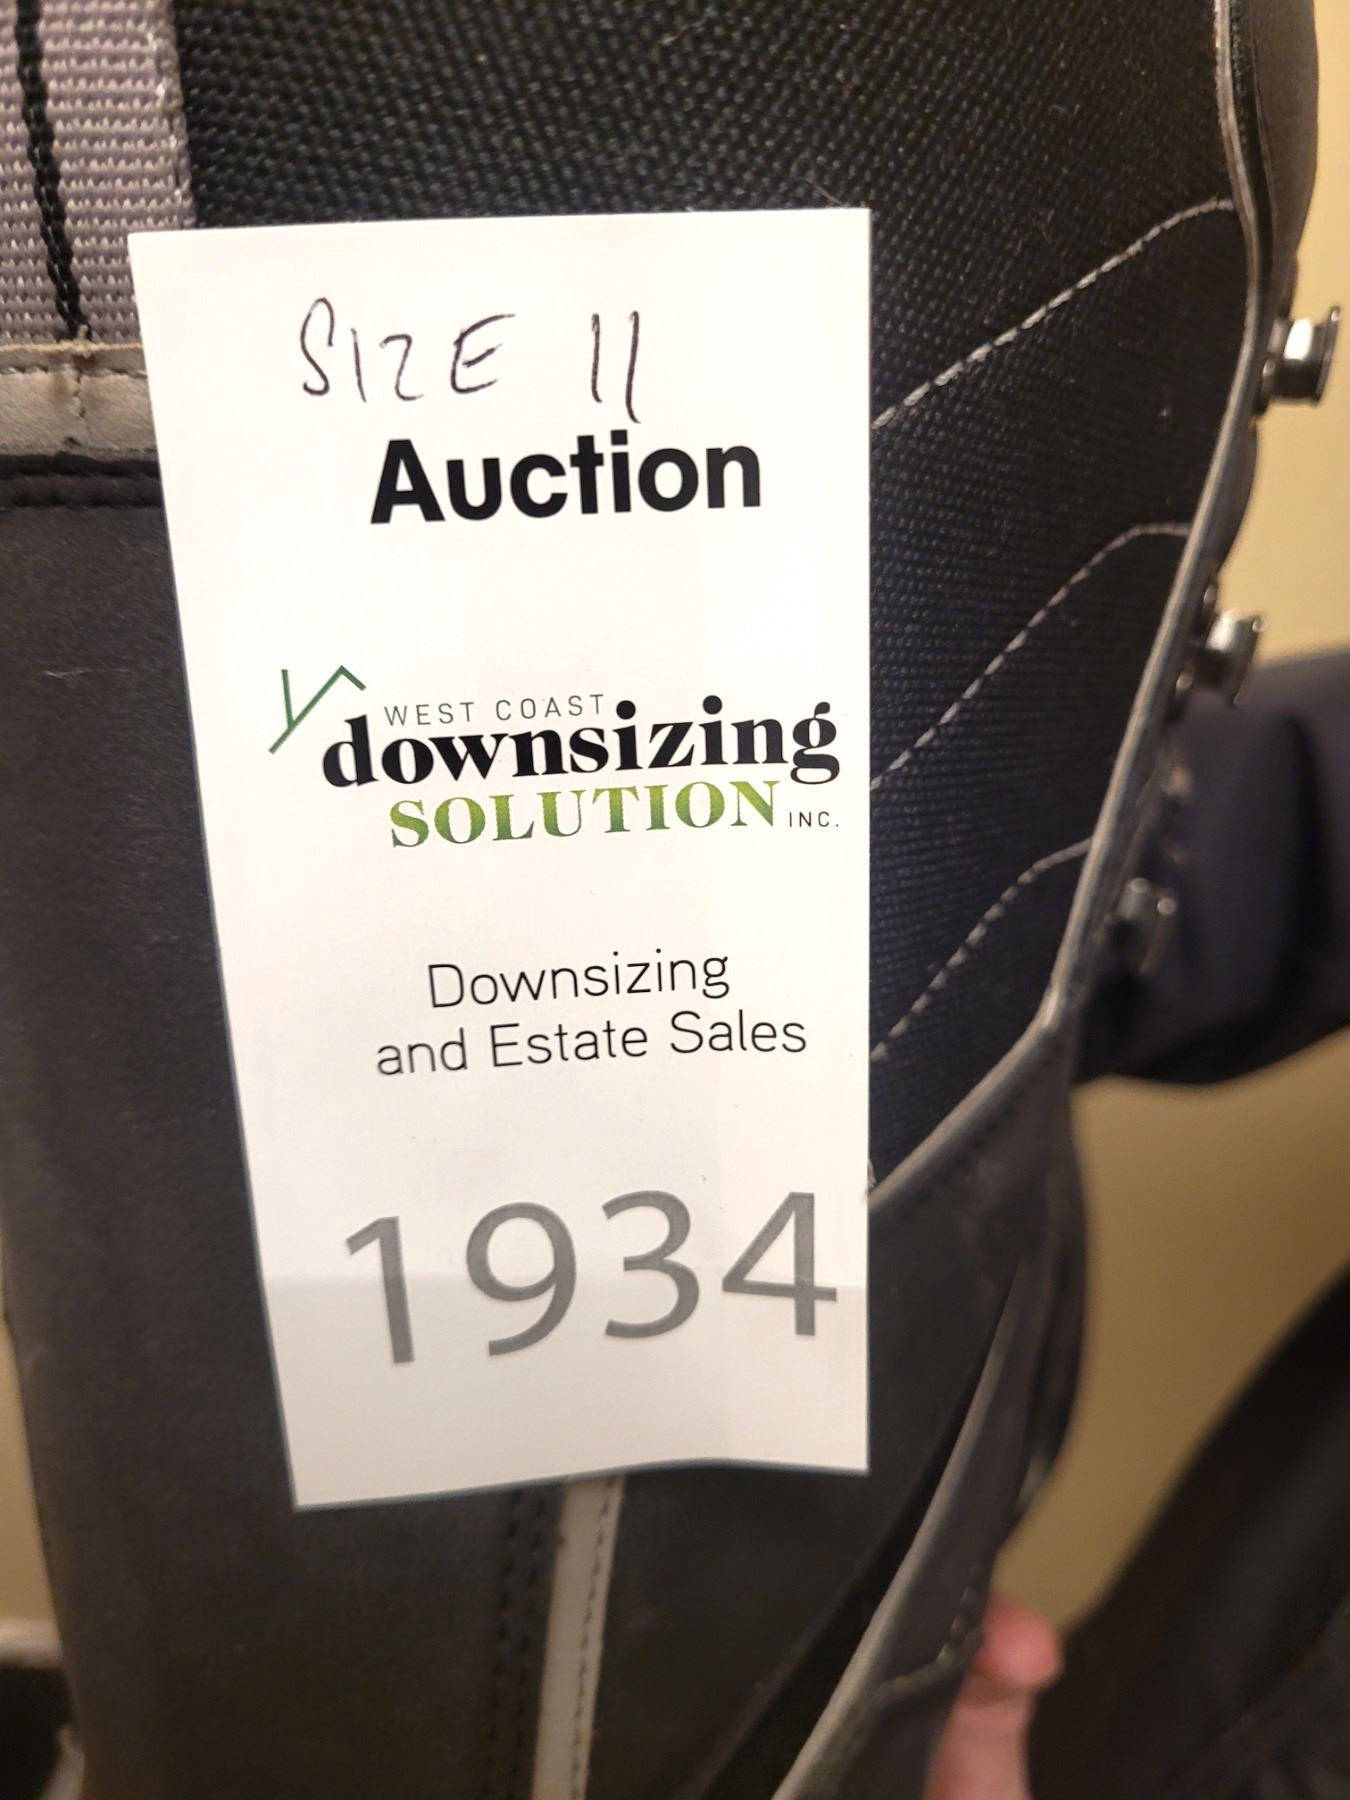 SIZE 11
Auction
WEST COAST
downsizing
SOLUTION INC.
Downsizing
and Estate Sales
1934